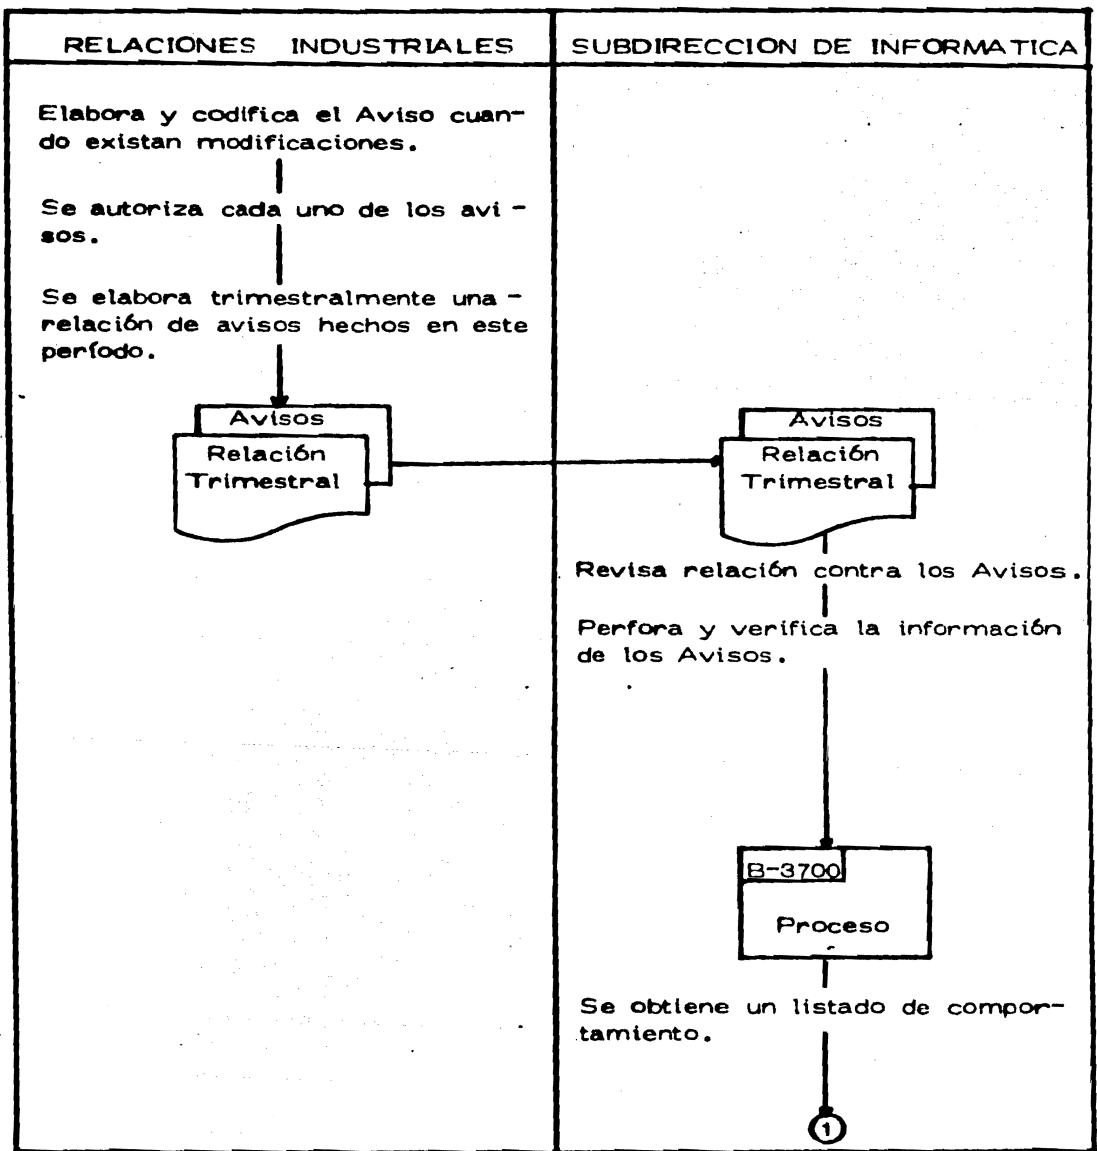 RELACIONES INDUSTRIALES
Elabora y codifica el Aviso cuan-
do existan modificaciones.
Se autoriza cada uno de los avi -
sos.
Se elabora trimestralmente una -
relación de avisos hechos en este
período.
Avisos
Relación
Trimestral
SUBDIRECCION DE INFORMATICA
Avisos
Relación
Trimestral
Revisa relación contra los Avisos.
Perfora y verifica la información
de los Avisos.
B-3700
Proceso
Se obtiene un listado de compor-
tamiento.
1